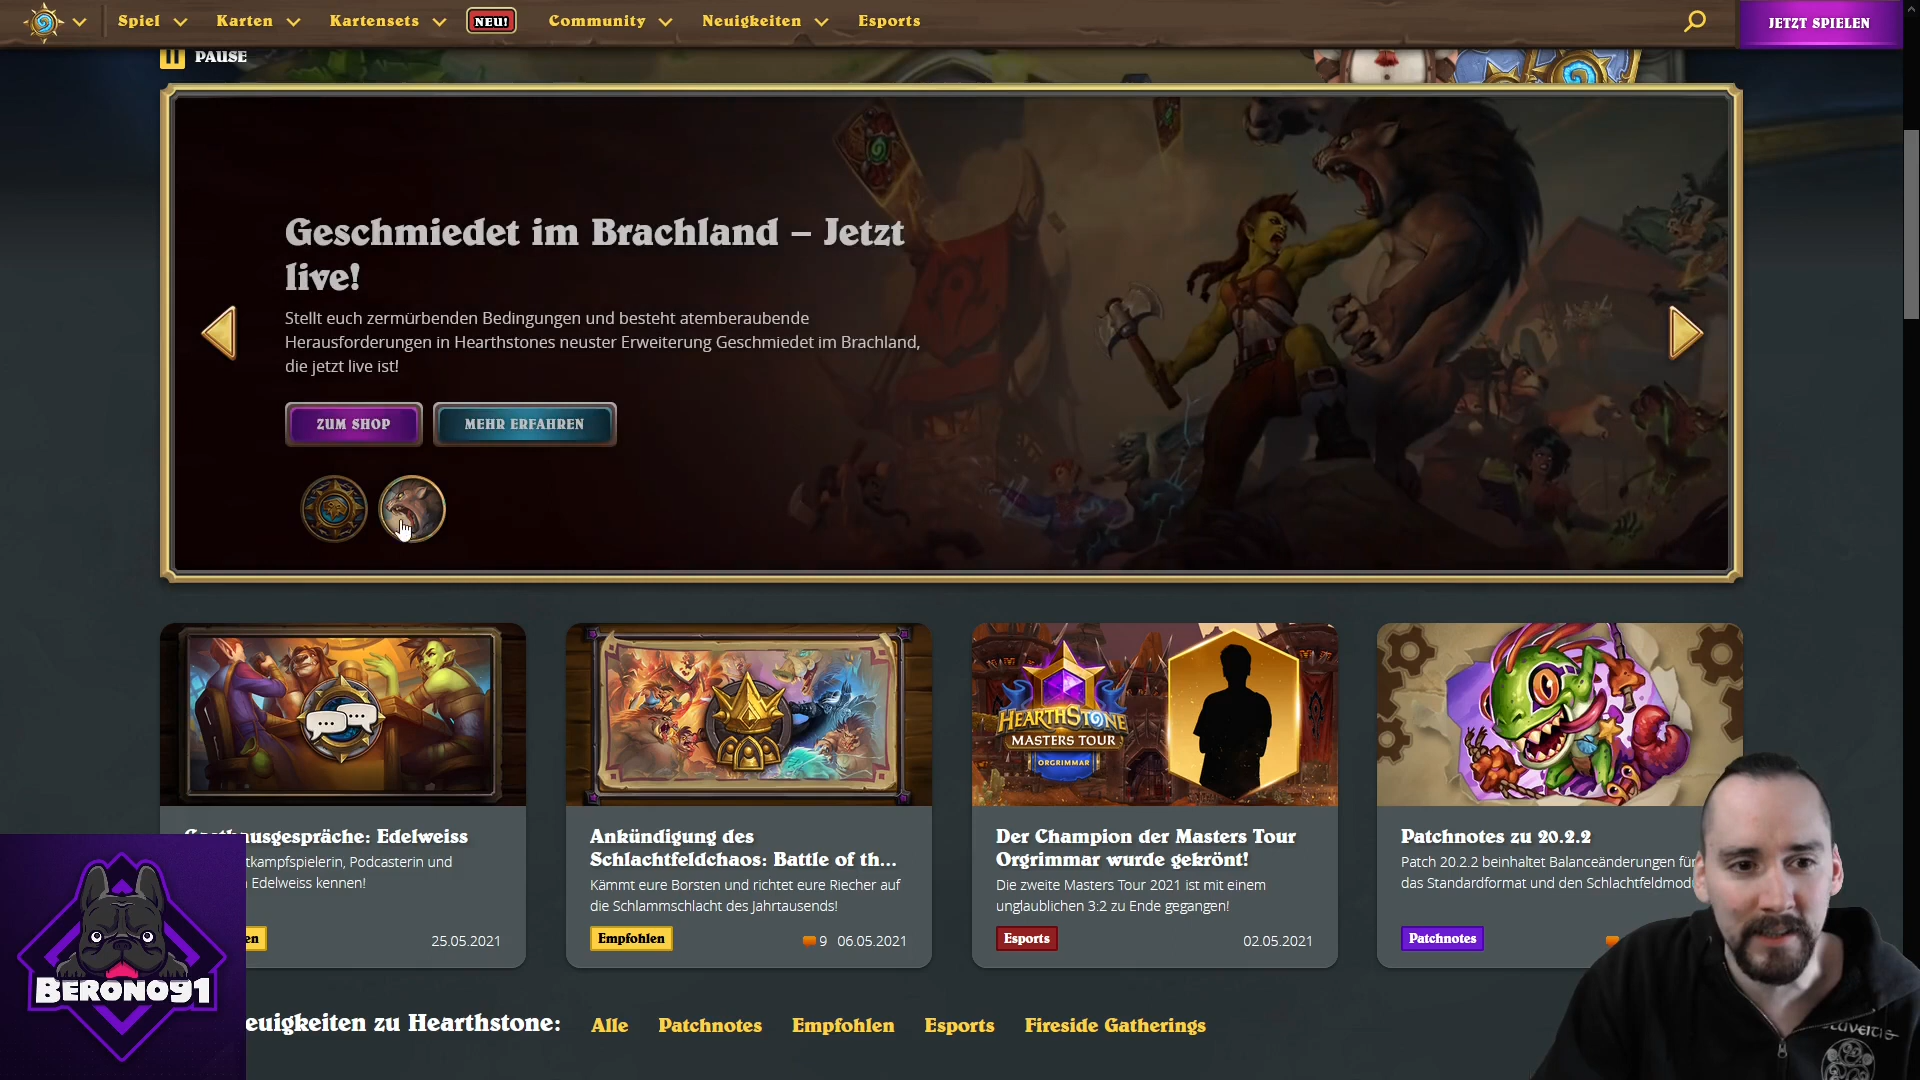 Spiel
Karten
Kartensets
NEU!
Community
Neuigkeiten
Esports
JETZT SPIELEN
PAUSE
Geschmiedet im Brachland – Jetzt
live!
Stellt euch zermürbenden Bedingungen und besteht atemberaubende
Herausforderungen in Hearthstones neuster Erweiterung Geschmiedet im Brachland,
die jetzt live ist!
ZUM SHOP
MEHR ERFAHREN
HEARTHSTONE
MASTERS TOUR
ORGRIMMAR
Edelweiss
Podcasterin und
Edelweiss kennen!
25.05.2021
Ankündigung des
Schlachtfeldchaos: Battle of th...
Kämmt eure Borsten und richtet eure Riecher auf
die Schlammschlacht des Jahrtausends!
Empfohlen
9 06.05.2021
Der Champion der Masters Tour
Orgrimmar wurde gekrönt!
Die zweite Masters Tour 2021 ist mit einem
unglaublichen 3:2 zu Ende gegangen!
Esports
02.05.2021
Patchnotes zu 20.2.2
Patch 20.2.2 beinhaltet Balanceänderungen für
das Standardformat und den
Patchnotes
BERONO91
euigkeiten zu Hearthstone:
Alle
Patchnotes
Empfohlen
Esports
Fireside Gatherings